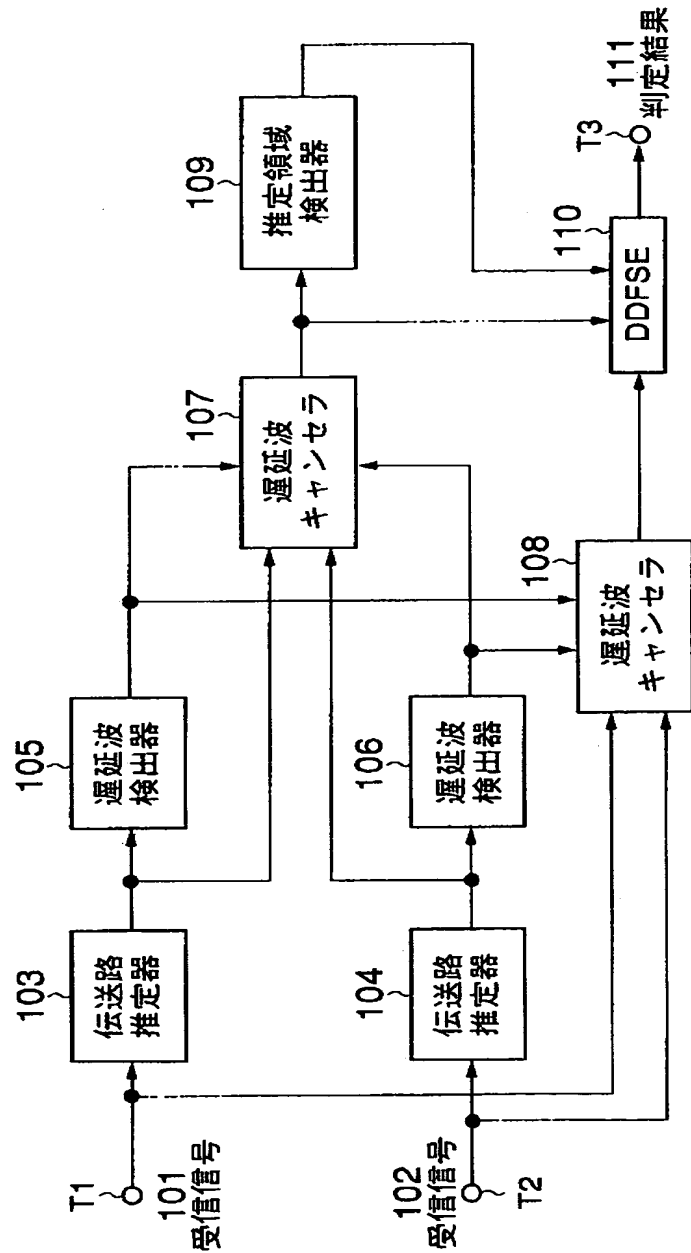 T1
101
受信信号
103
伝送路
推定器
105
遅延波
検出器
102
受信信号
T2
104
伝送路
推定器
106
遅延波
検出器
107
遅延波
キャンセラ
108
遅延波
キャンセラ
109
推定領域
検出器
110
DDFSE
T3
111
判定結果